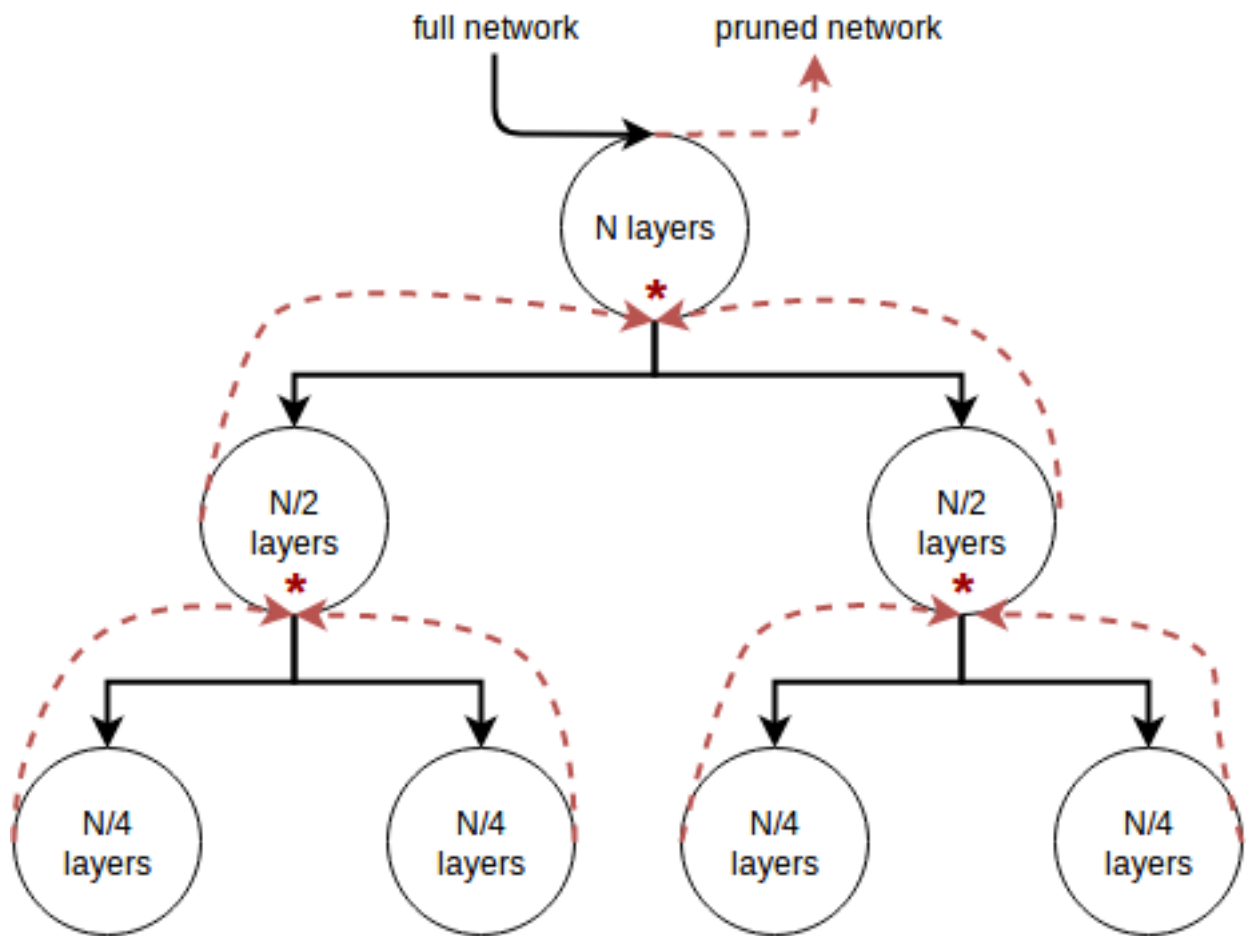 full network
pruned network
N layers
*
N/2
layers
*
N/2
layers
*
N/4
layers
N/4
layers
N/4
layers
N/4
layers